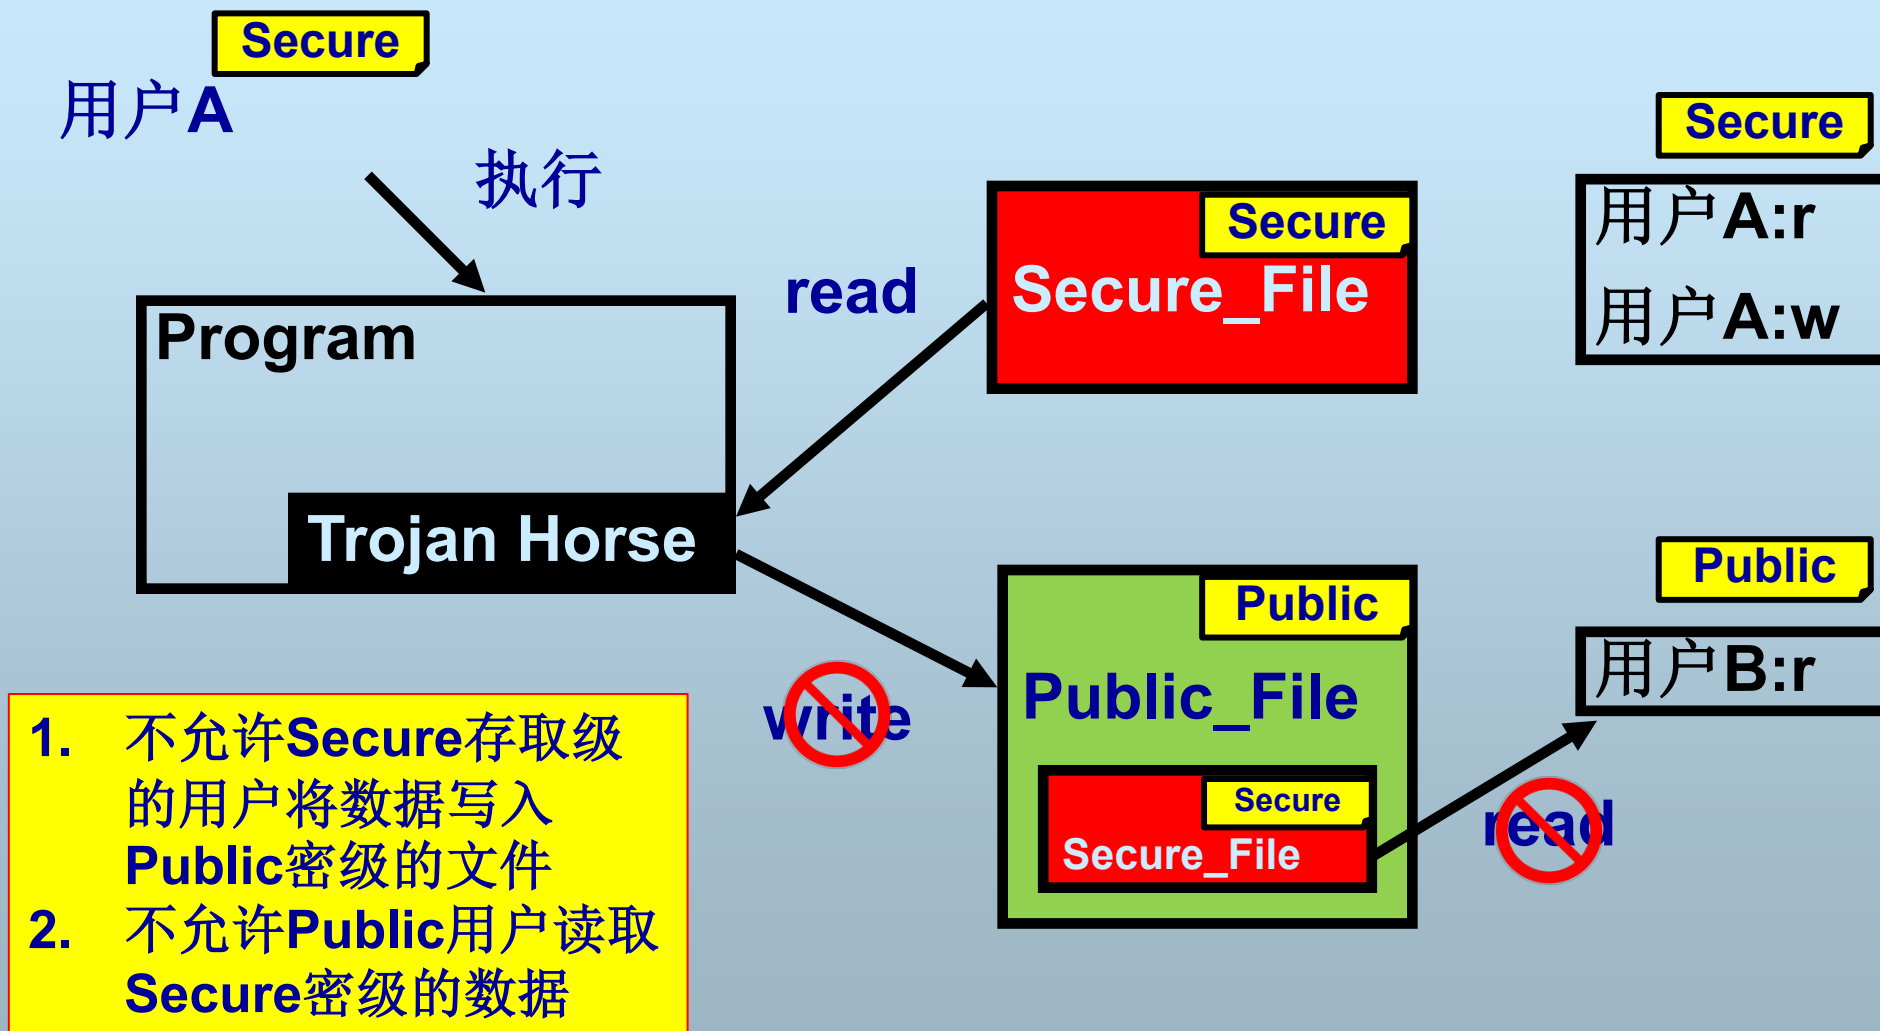 Secure
用户A
执行
Program
Trojan Horse
read
Secure
Secure_File
Secure
用户A:r
用户A:w
write
Public
Public_File
Secure
Secure_File
read
Public
用户B:r
1. 不允许Secure存取级
的用户将数据写入
Public密级的文件
2. 不允许Public用户读取
Secure密级的数据